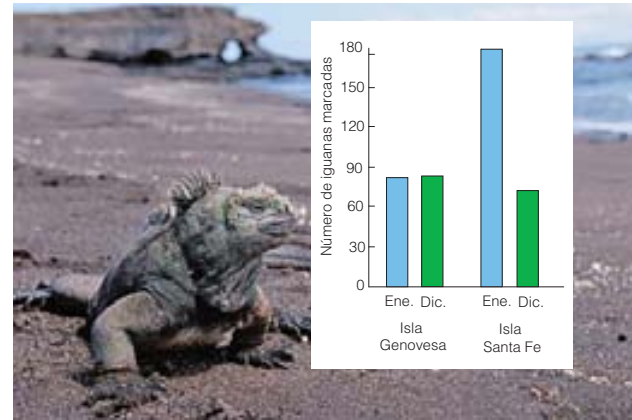 Número de iguanas marcadas
180
150
120
90
60
30
0
Ene. Dic.
Ene. Dic.
Isla
Genovesa
Isla
Santa Fe